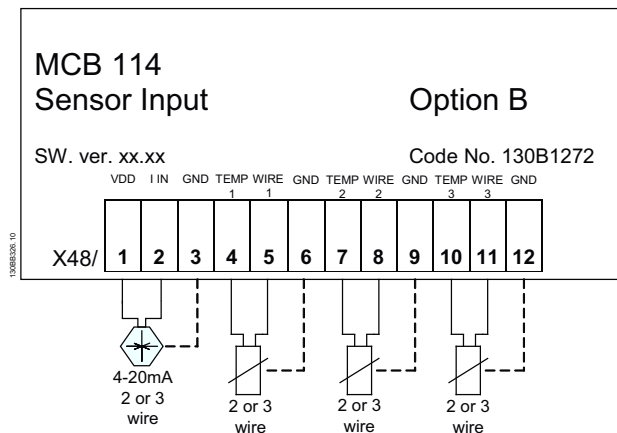 MCB 114
Sensor Input Option B
SW. ver. xx.xx Code No. 130B1272
VDD I IN GND TEMP WIRE GND TEMP WIRE GND TEMP WIRE GND
1 1 2 2 3 3
X48/ 1 2 3 4 5 6 7 8 9 10 11 12
130BB326.10
4-20mA
2 or 3
wire
2 or 3
wire
2 or 3
wire
2 or 3
wire